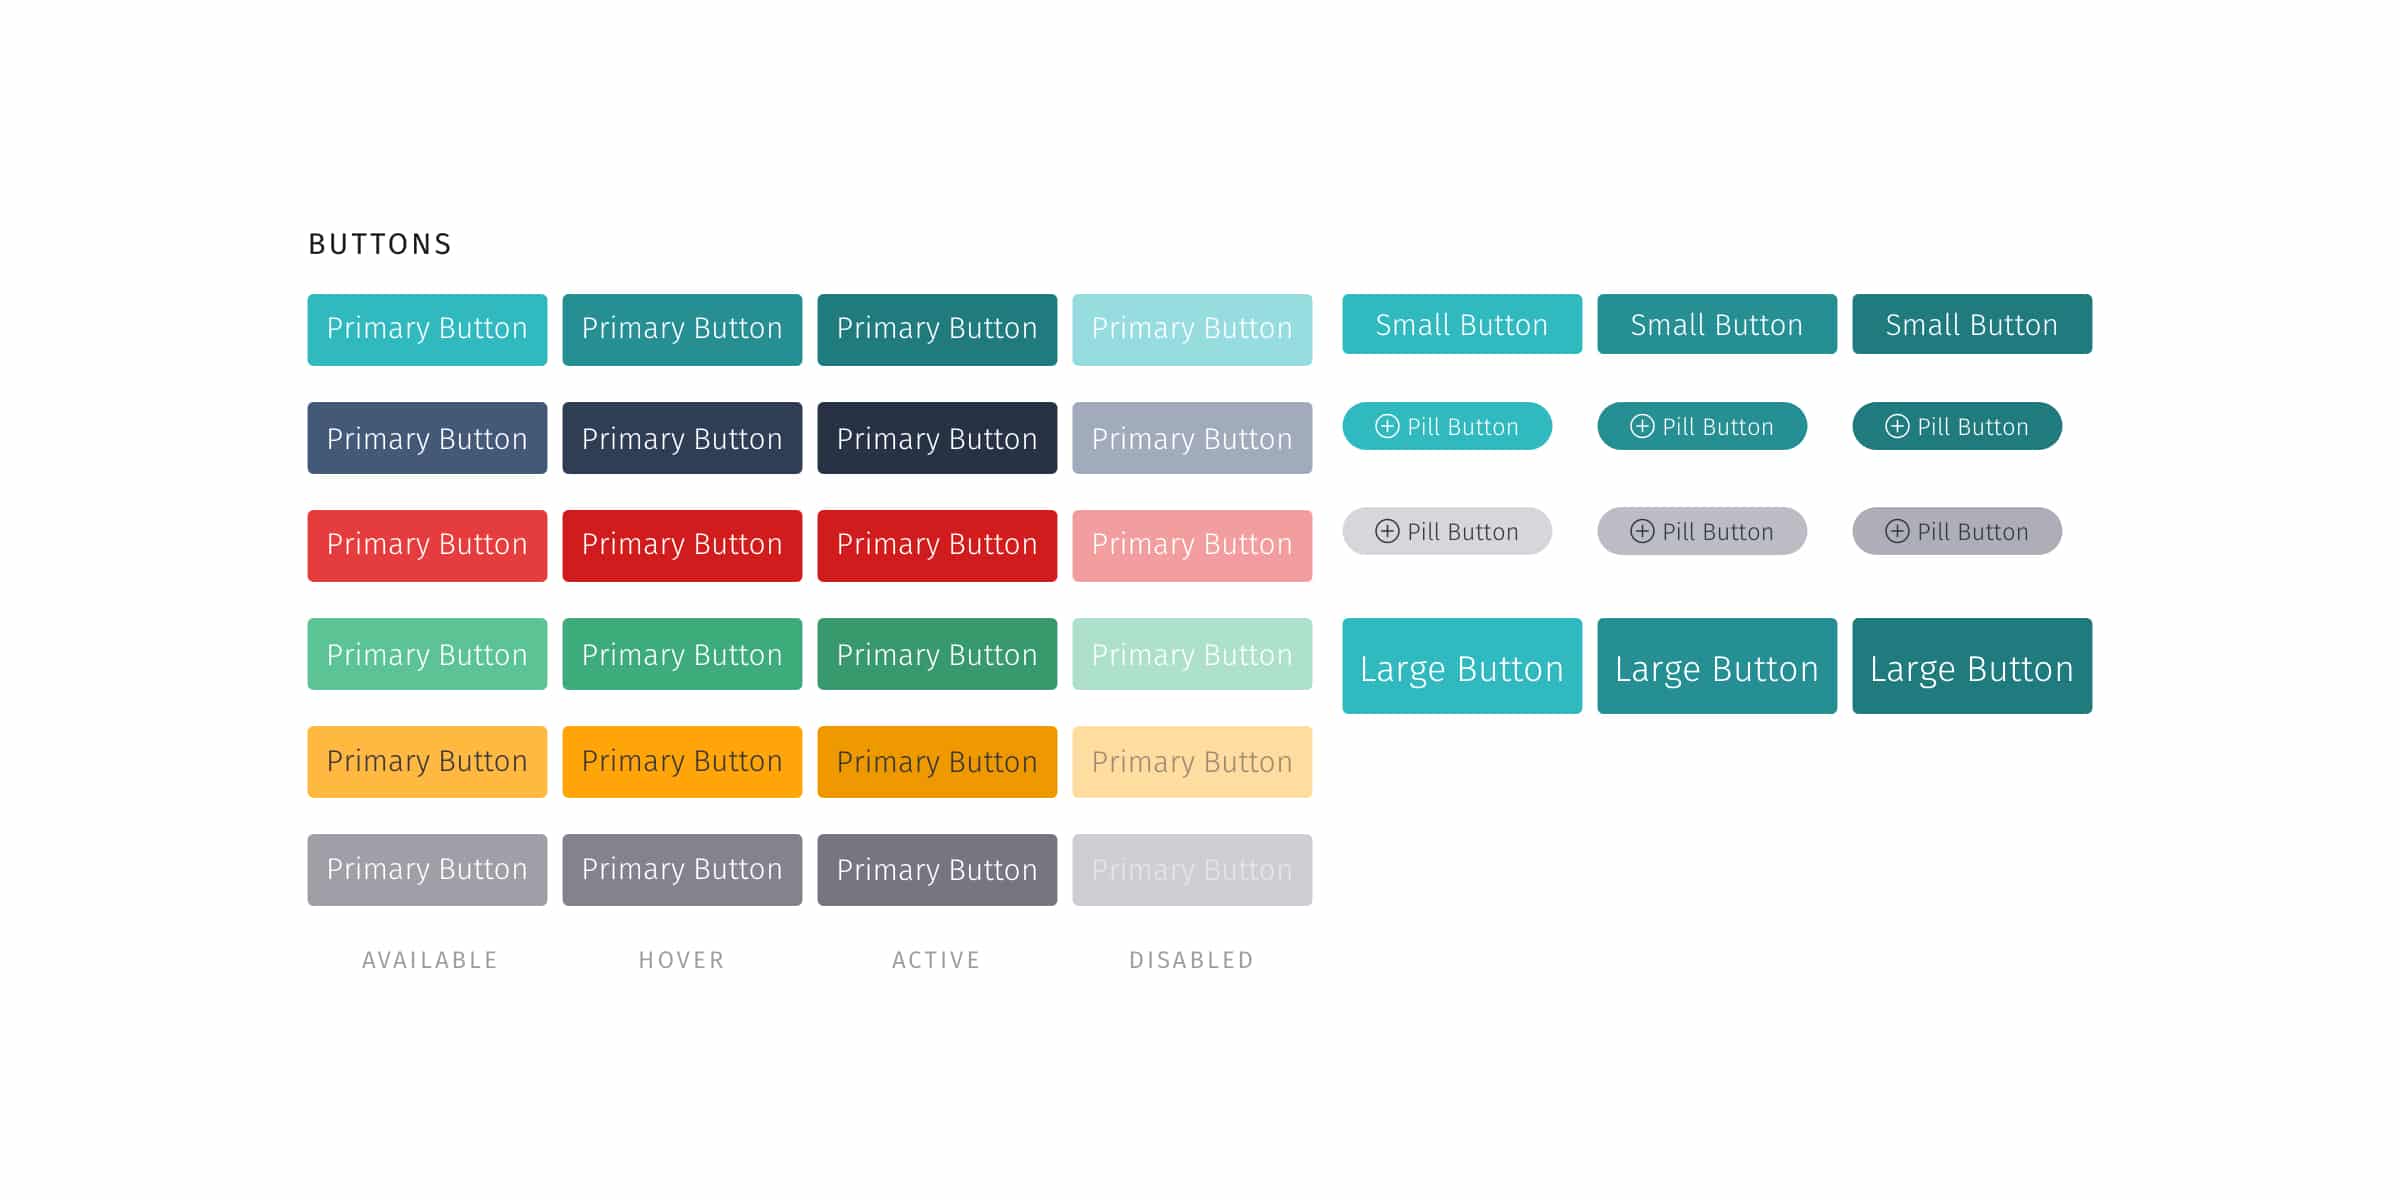 BUTTONS
Primary Button Primary Button Primary Button Primary Button Small Button Small Button Small Button
Primary Button Primary Button Primary Button Primary Button Pill Button Pill Button Pill Button
Primary Button Primary Button Primary Button Primary Button Pill Button Pill Button Pill Button
Primary Button Primary Button Primary Button Primary Button Large Button Large Button Large Button
Primary Button Primary Button Primary Button Primary Button
Primary Button Primary Button Primary Button Primary Button
AVAILABLE HOVER ACTIVE DISABLED